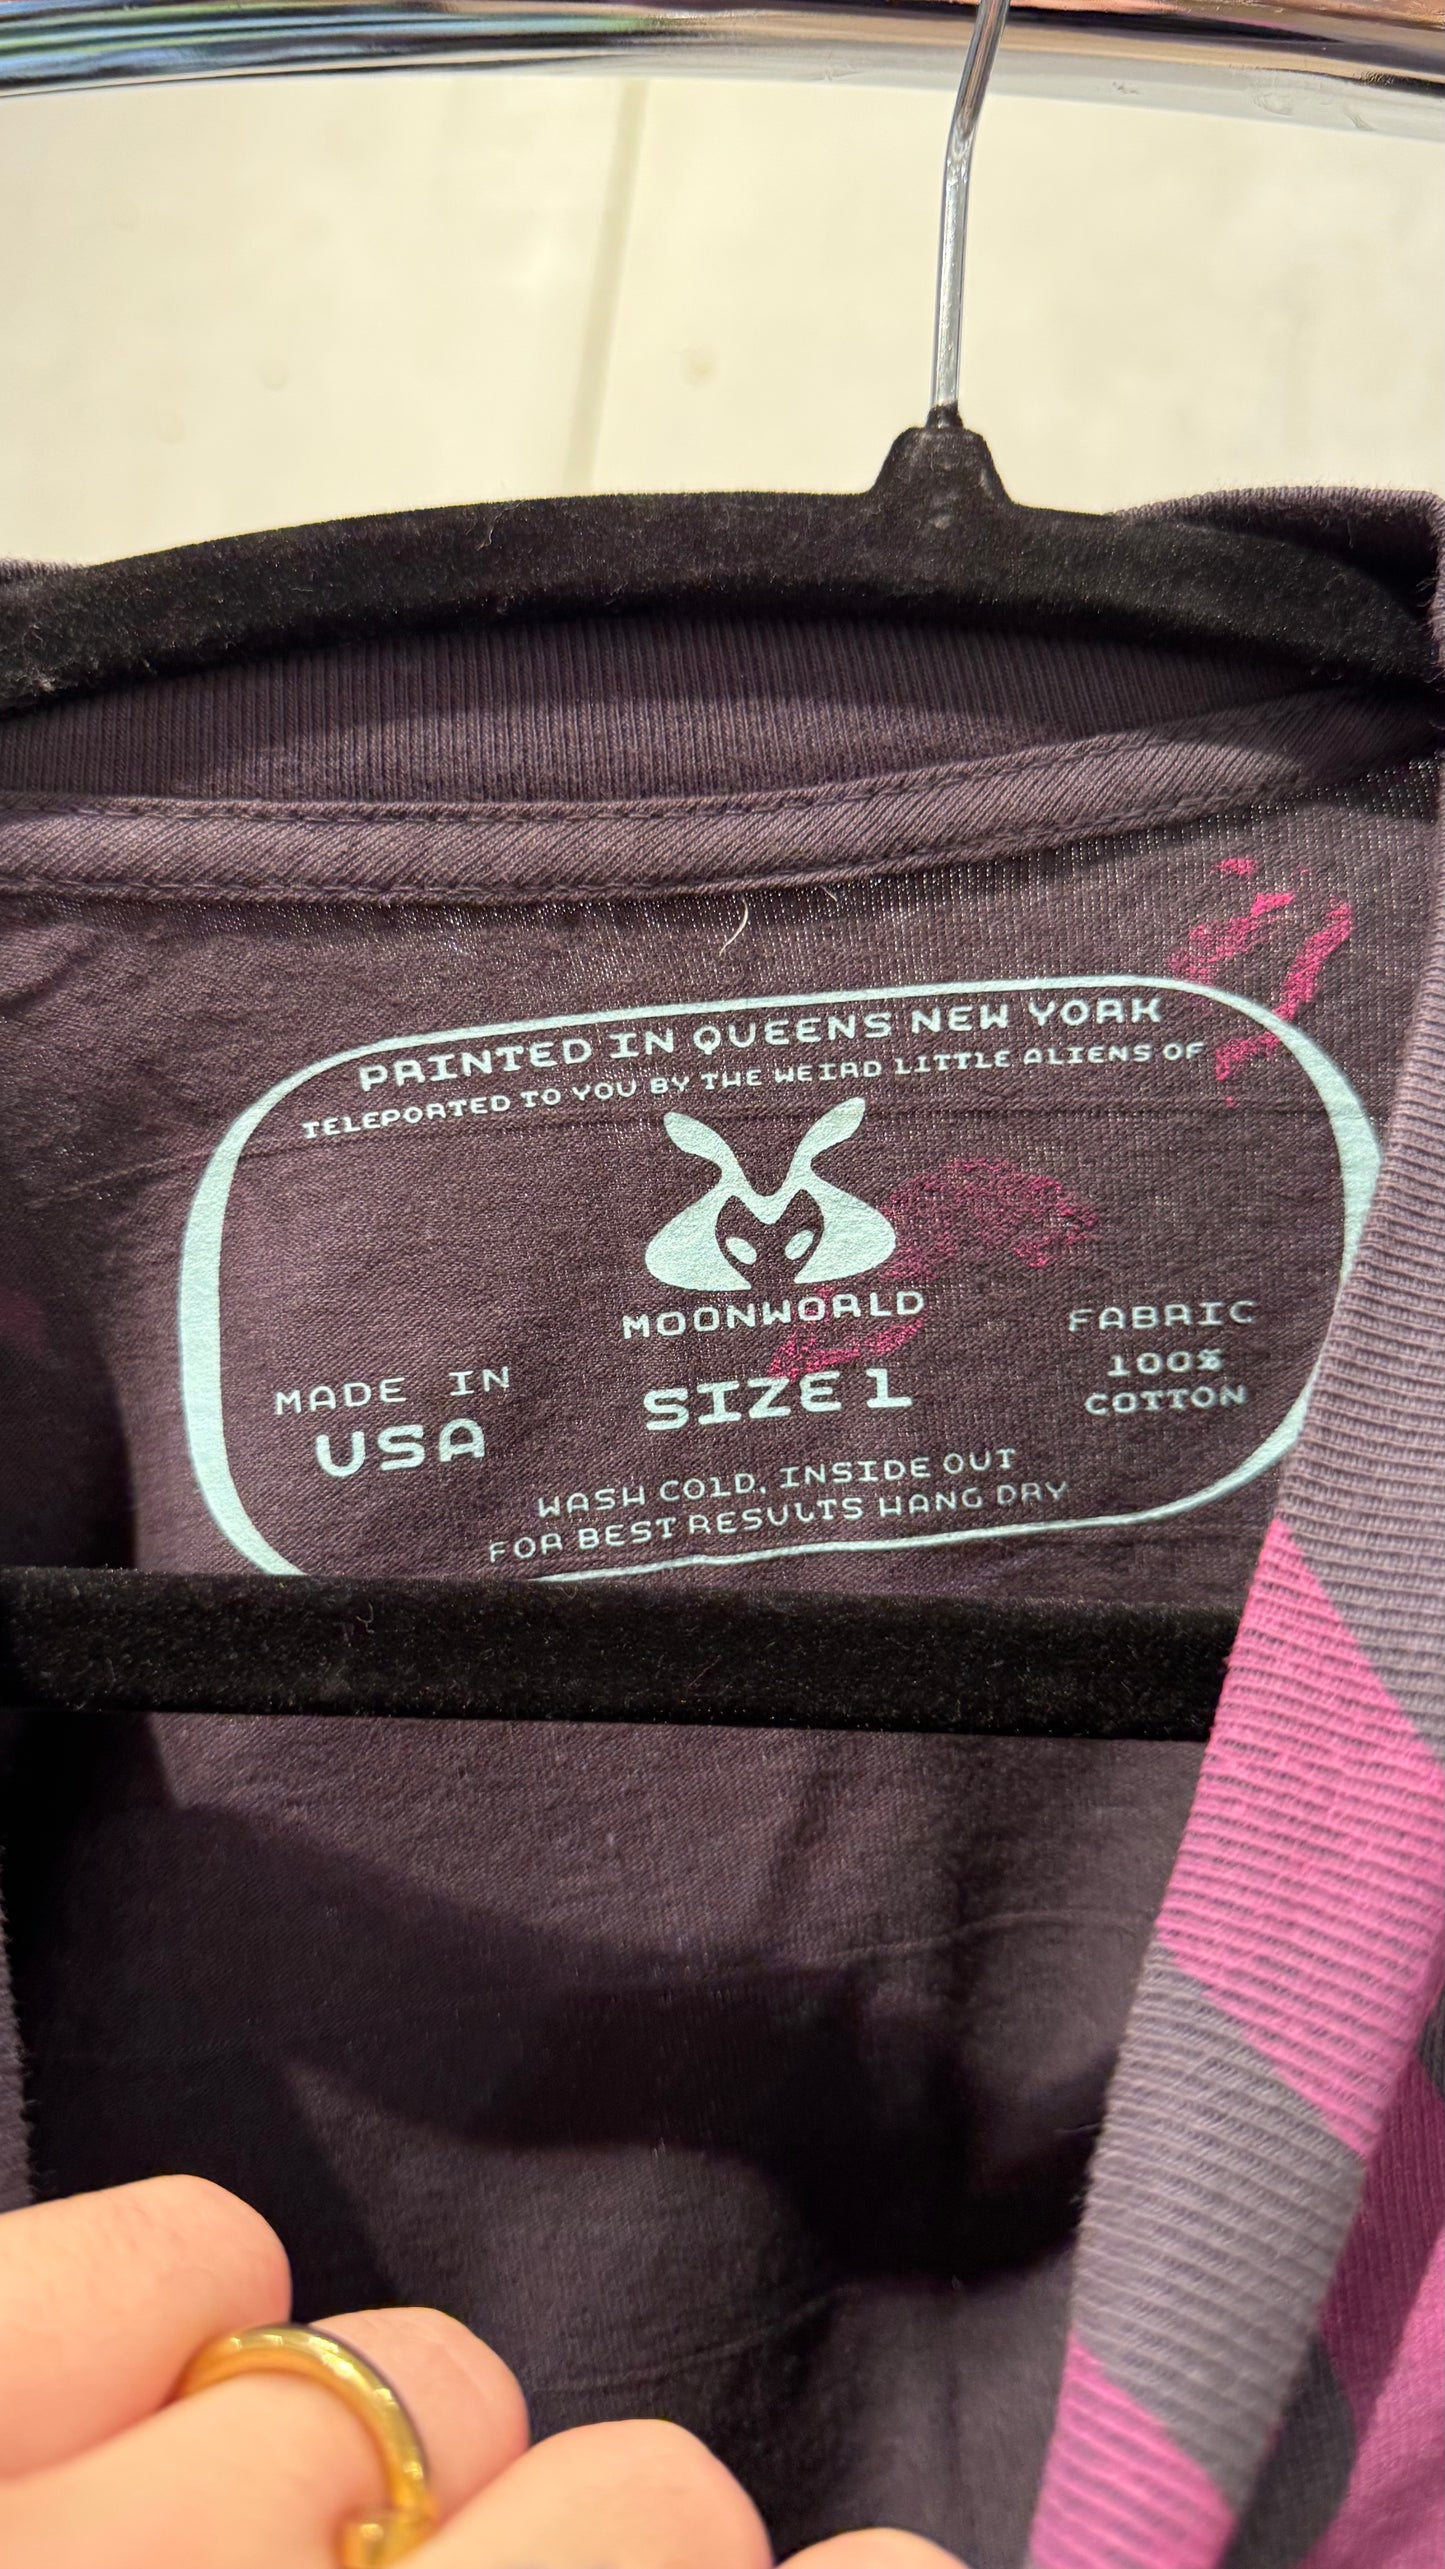 PRINTED IN QUEENS NEW YORK
TELEPORTED TO YOU BY THE WEIRD LITTLE ALIENS OF
MOONWORLD
MADE IN
USA
SIZE 1
FABRIC
100%
COTTON
WASH COLD, INSIDE OUT
FOR BEST RESULTS HANG DRY